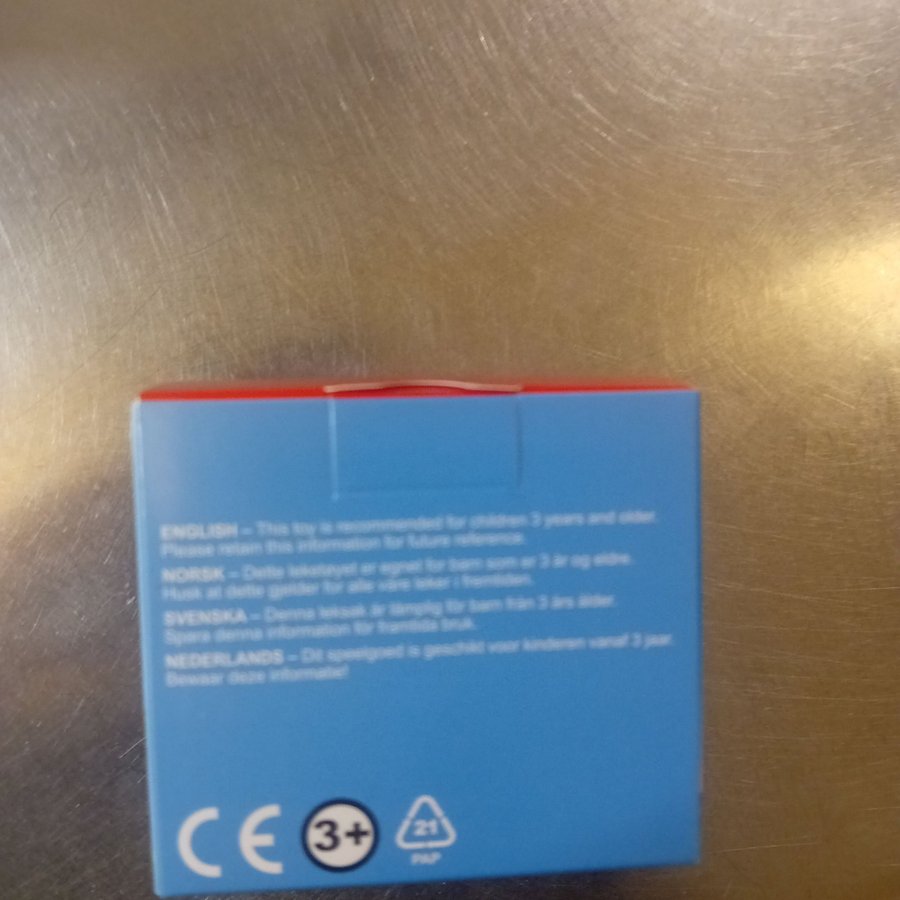 ENGLISH – This toy is recommended for children 3 years and older.
Please retain this information for future reference.
NORSK – Dette leketøyet er egnet for barn som er 3 år og eldre.
Husk at dette gjelder for alle våre leker i fremtiden.
SVENSKA – Denna leksak är lämplig för barn från 3 års ålder.
Spara denna information för framtida bruk.
NEDERLANDS – Dit speelgoed is geschikt voor kinderen vanaf 3 jaar.
Bewaar deze informatie!
CE 3+ 21
PAP